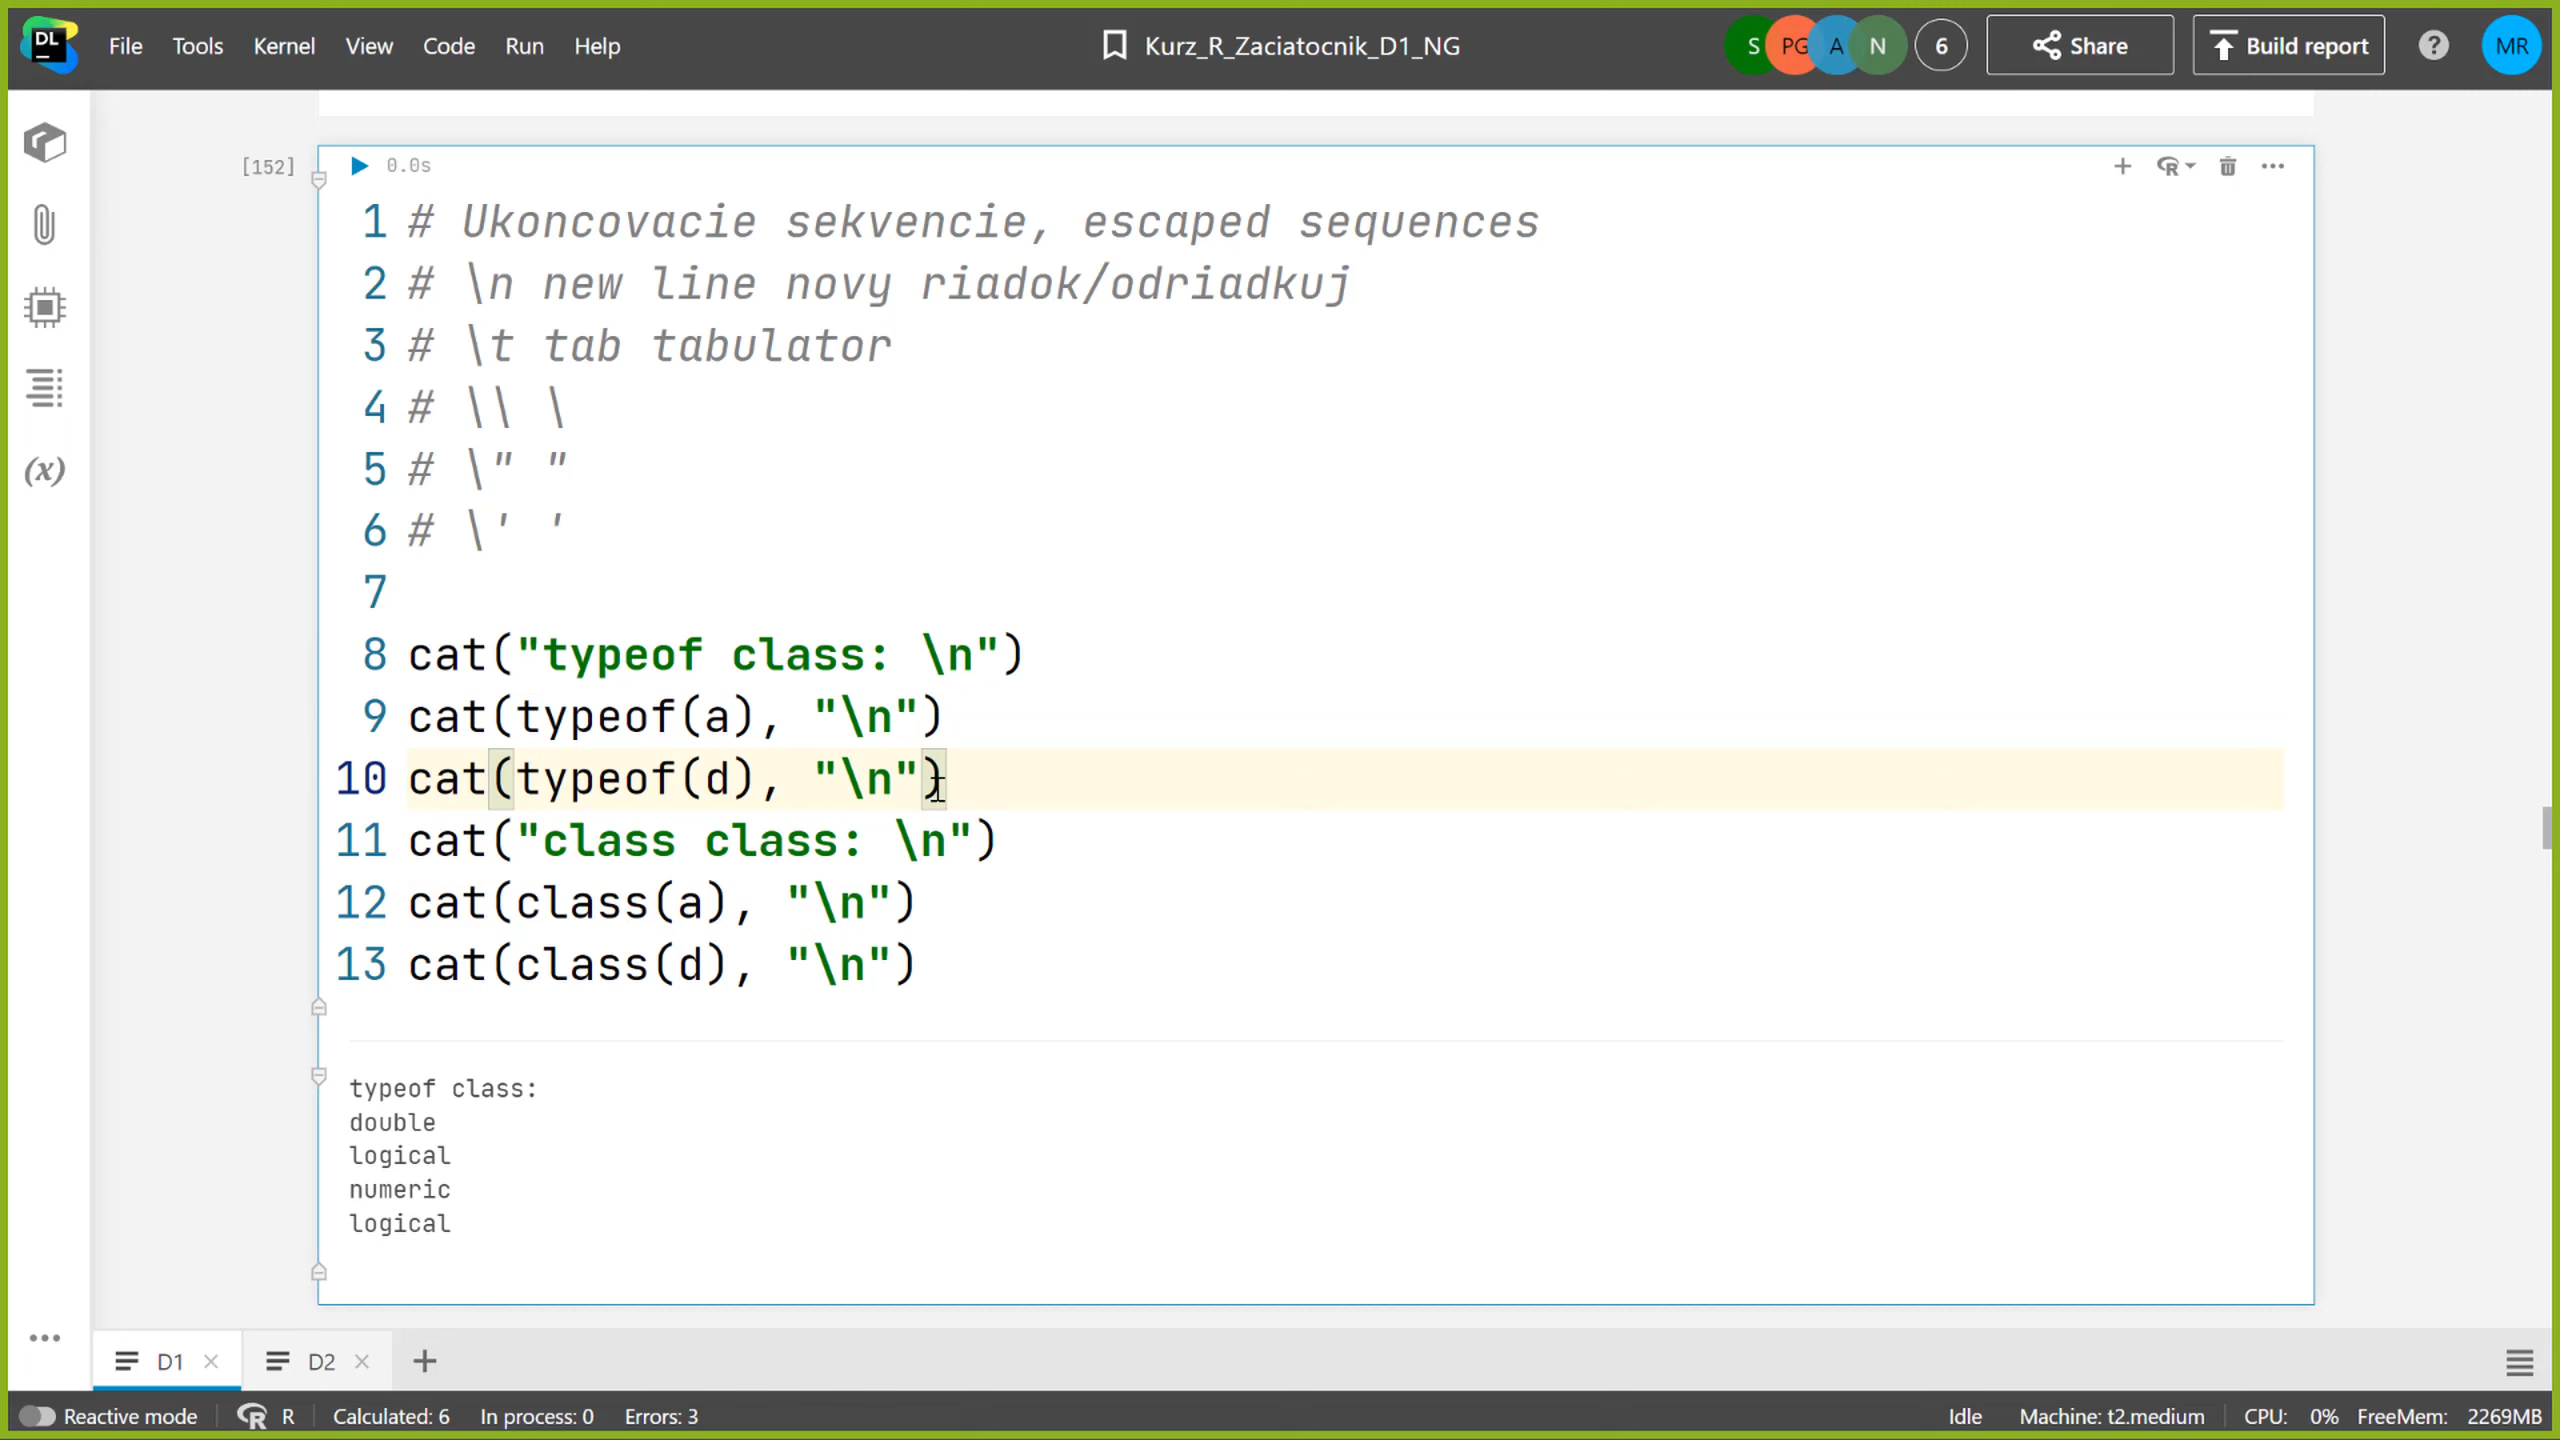 DL File Tools Kernel View Code Run Help Kurz_R_Zaciatocnik_D1_NG S PG A N 6 Share Build report ? MR
[152] 0.0s
1 # Ukoncovacie sekvencie, escaped sequences
2 # \n new line novy riadok/odriadkuj
3 # \t tab tabulator
4 # \\ \
5 # \" "
6 # \' '
7
8 cat("typeof class: \n")
9 cat(typeof(a), "\n")
10 cat(typeof(d), "\n")
11 cat("class class: \n")
12 cat(class(a), "\n")
13 cat(class(d), "\n")
typeof class:
double
logical
numeric
logical
D1 D2
Reactive mode R Calculated: 6 In process: 0 Errors: 3 Idle Machine: t2.medium CPU: 0% FreeMem: 2269MB